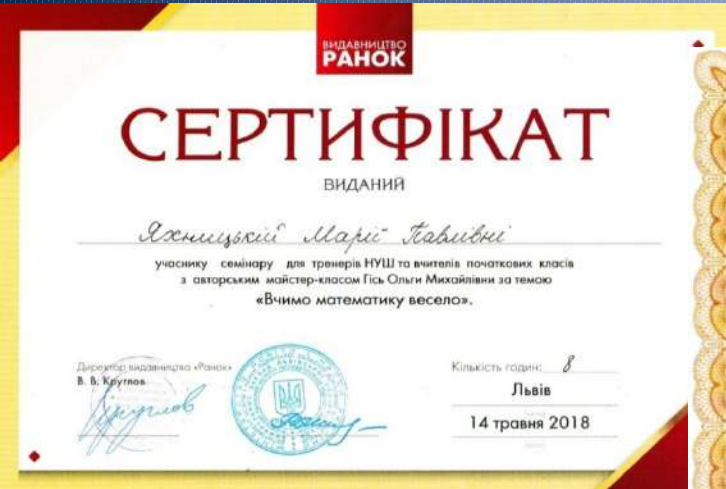 ВИДАВНИЦТВО
РАНОК
СЕРТИФІКАТ
ВИДАНИЙ
Яхницькій Марії Павлівні
учаснику семінару для тренерів НУШ та вчителів початкових класів
з авторським майстер-класом Гісь Ольги Михайлівни за темою
«Вчимо математику весело».
Директор видавництва «Ранок»
В. В. Круглов
Круглов
Кількість годин: 8
Львів
14 травня 2018